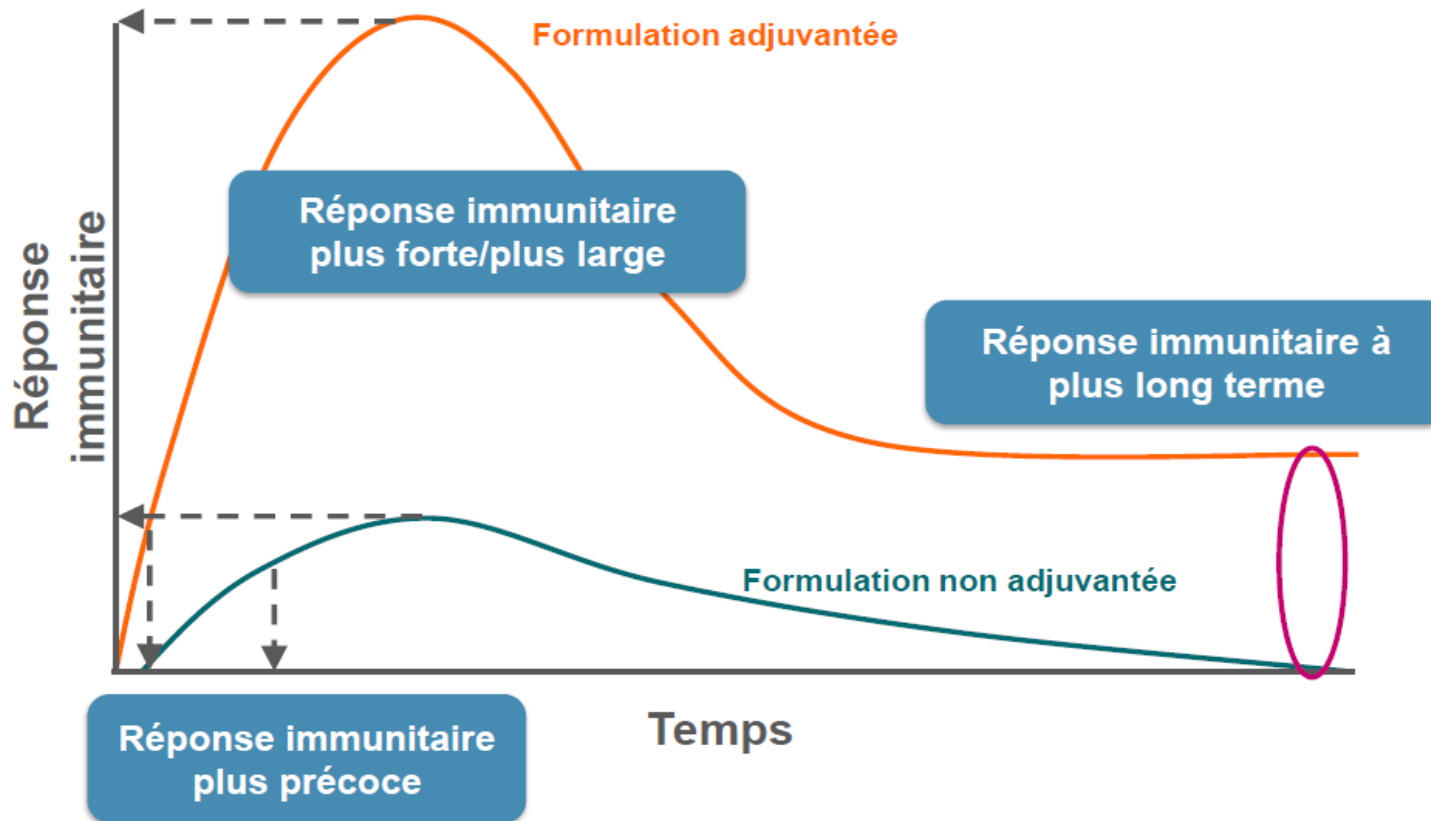 Formulation adjuvantée
Réponse immunitaire
plus forte/plus large
Réponse
immunitaire
Réponse immunitaire à
plus long terme
Formulation non adjuvantée
Réponse immunitaire
plus précoce
Temps